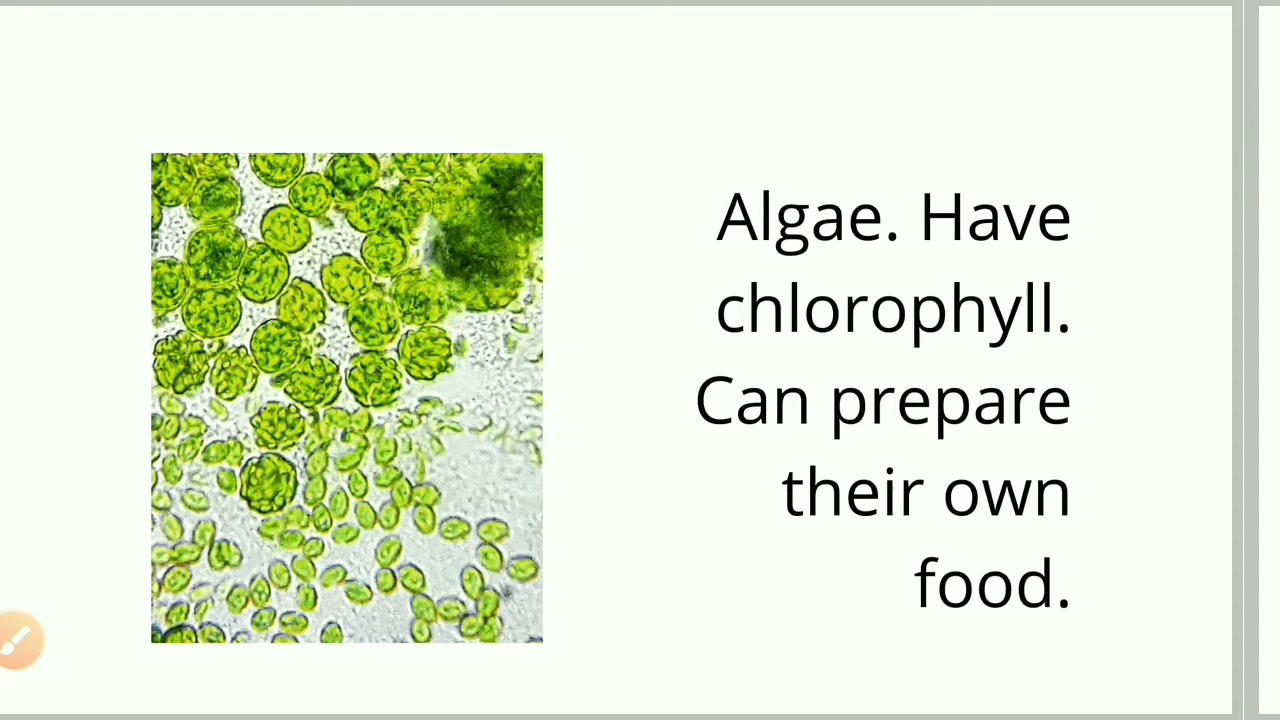 Algae. Have
chlorophyll.
Can prepare
their own
food.